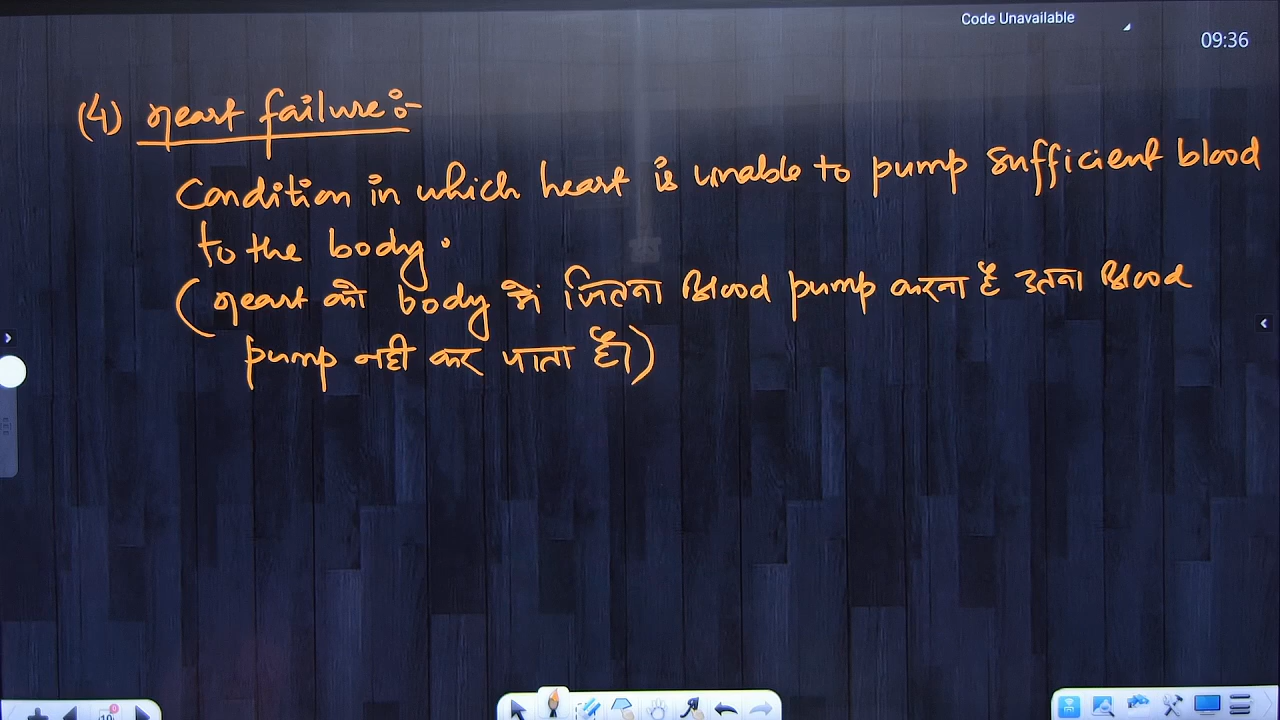 Code Unavailable
09:36
(4) Heart failure:-
Condition in which heart is unable to pump sufficient blood
to the body.
(Heart को body में जितना Blood pump करना है उतना Blood
pump नही कर पाता है।)